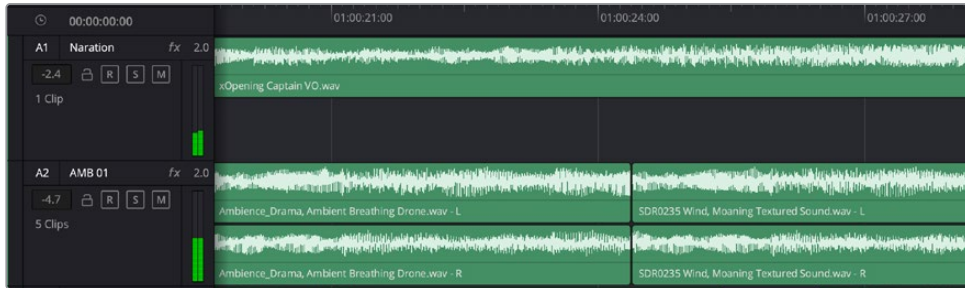 00:00:00:00 01:00:21:00 01:00:24:00 01:00:27:00
A1 Naration fx 2.0
-2.4 R S M
xOpening Captain VO.wav
1 Clip
A2 AMB 01 fx 2.0
-4.7 R S M
Ambience_Drama, Ambient Breathing Drone.wav - L SDR0235 Wind, Moaning Textured Sound.wav - L
5 Clips
Ambience_Drama, Ambient Breathing Drone.wav - R SDR0235 Wind, Moaning Textured Sound.wav - R